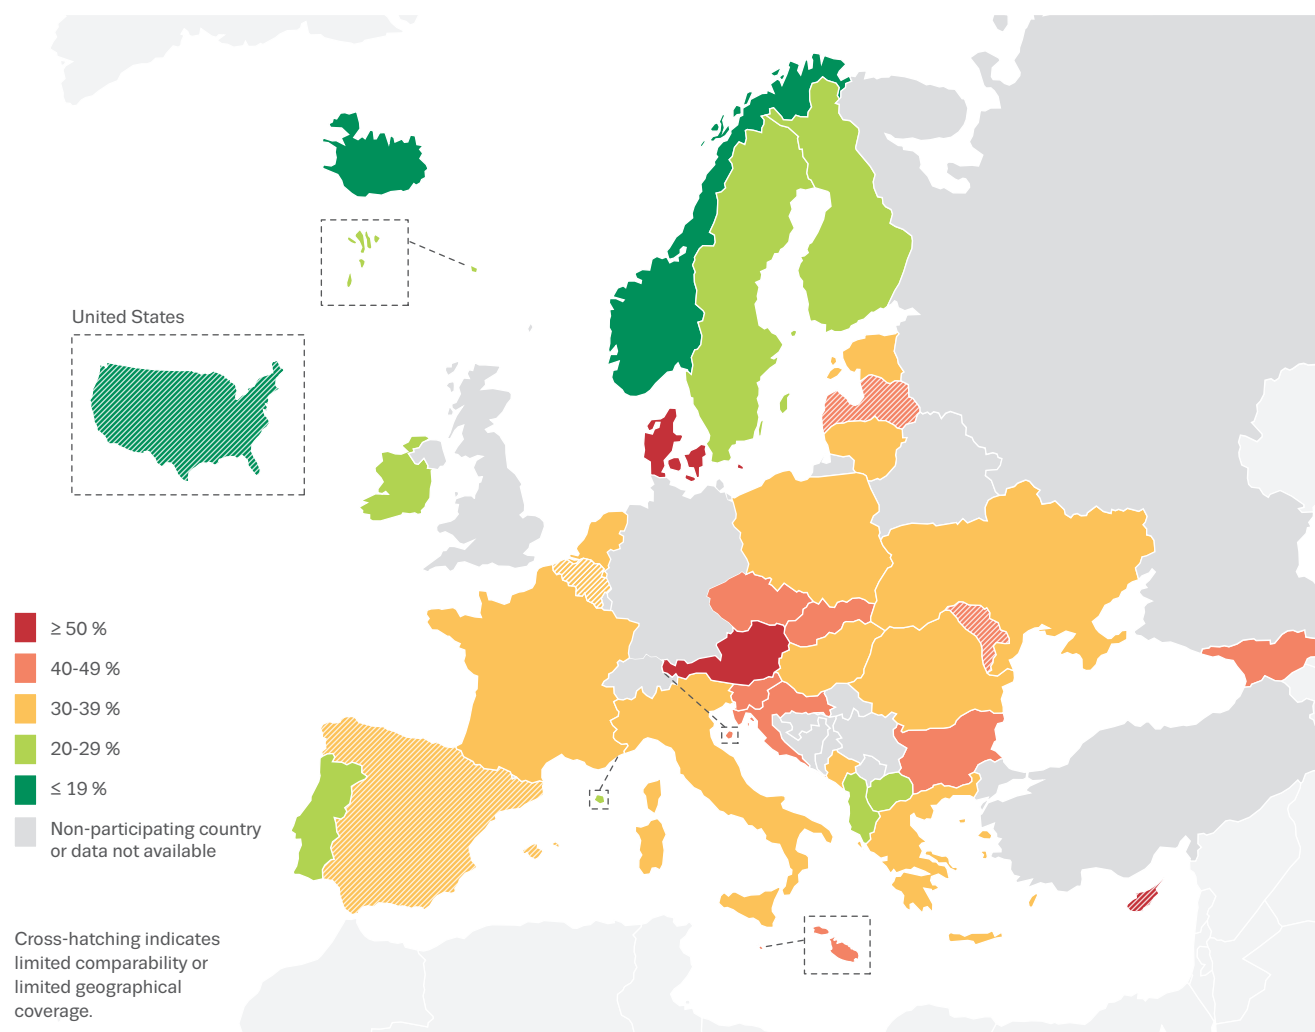 United States
≥ 50 %
40-49 %
30-39 %
20-29 %
≤ 19 %
Non-participating country
or data not available
Cross-hatching indicates
limited comparability or
limited geographical
coverage.